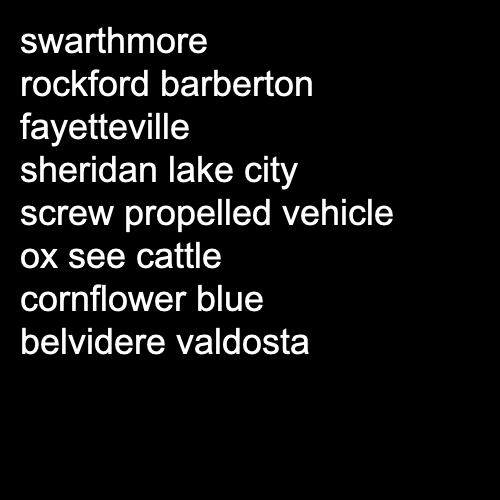 swarthmore
rockford barberton
fayetteville
sheridan lake city
screw propelled vehicle
ox see cattle
cornflower blue
belvidere valdosta